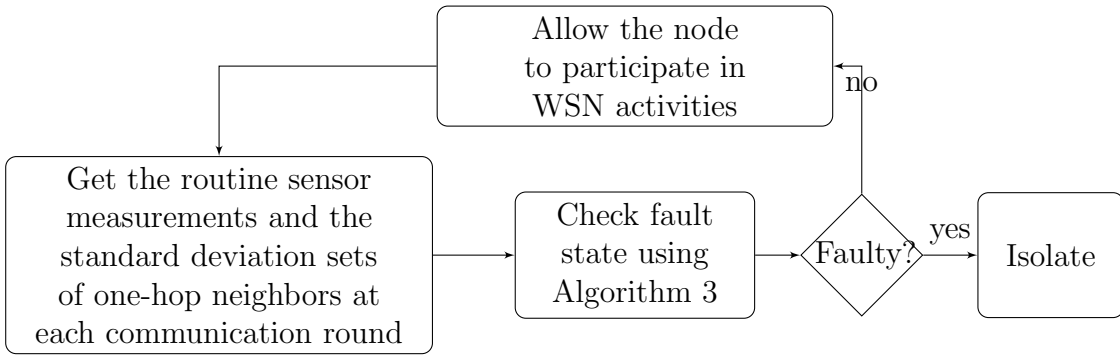 Allow the node
to participate in
WSN activities
no
Get the routine sensor
measurements and the
standard deviation sets
of one-hop neighbors at
each communication round
Check fault
state using
Algorithm 3
Faulty?
yes
Isolate